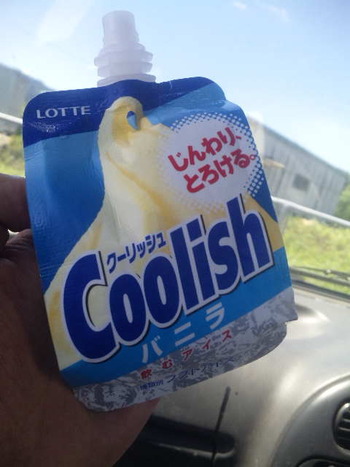 LOTTE
じんわり、
とろける。
クーリッシュ
Coolish
バニラ
飲むアイス